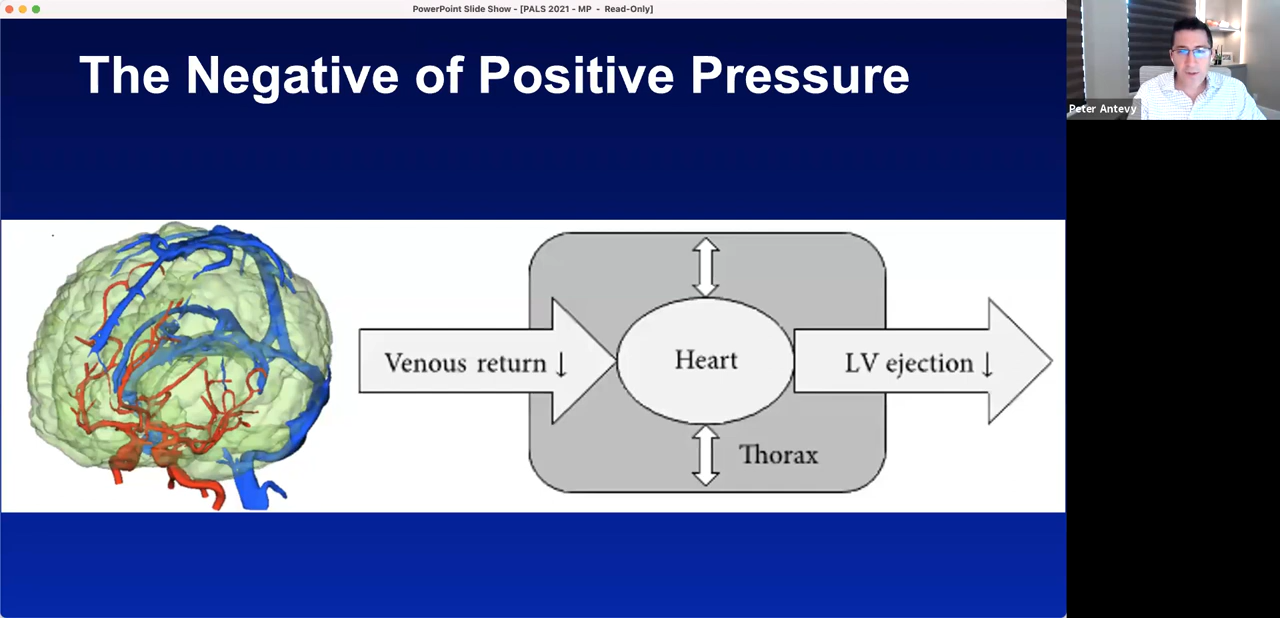 PowerPoint Slide Show - [PALS 2021 - MP - Read-Only]
The Negative of Positive Pressure
Peter Antevy
Venous return ↓
Heart
LV ejection ↓
Thorax